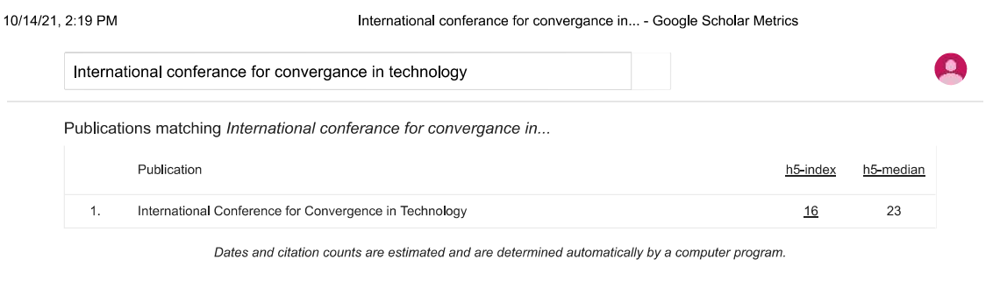 10/14/21, 2:19 PM International conferance for convergance in... - Google Scholar Metrics
International conferance for convergance in technology
Publications matching International conferance for convergance in...
Publication h5-index h5-median
1. International Conference for Convergence in Technology 16 23
Dates and citation counts are estimated and are determined automatically by a computer program.